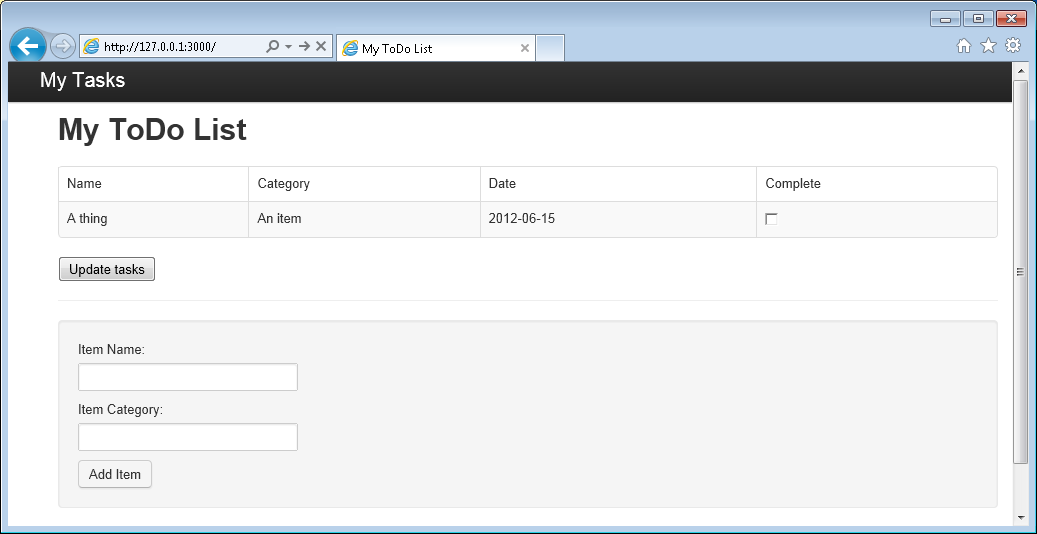 http://127.0.0.1:3000/
My ToDo List
My Tasks
My ToDo List
Name Category Date Complete
A thing An item 2012-06-15
Update tasks
Item Name:
Item Category:
Add Item